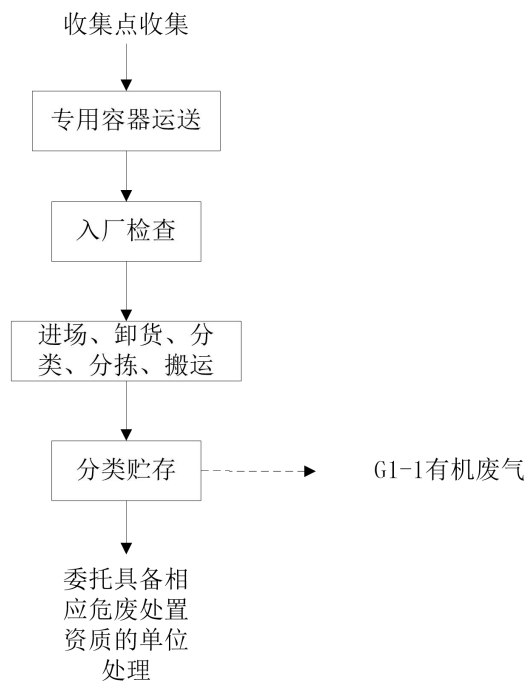 收集点收集
专用容器运送
入厂检查
进场、卸货、分
类、分拣、搬运
分类贮存
G1-1有机废气
委托具备相
应危废处置
资质的单位
处理